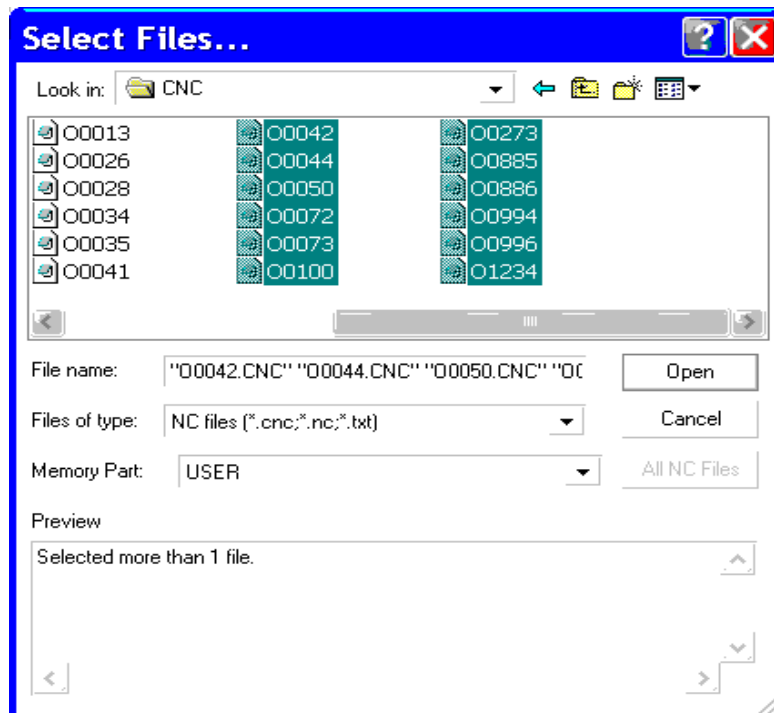 Select Files...
Look in: CNC
O0013 O0042 O0273
O0026 O0044 O0885
O0028 O0050 O0886
O0034 O0072 O0994
O0035 O0073 O0996
O0041 O0100 O1234
File name: "O0042.CNC" "O0044.CNC" "O0050.CNC" "O0 Open
Files of type: NC files (*.cnc;*.nc;*.txt) Cancel
Memory Part: USER All NC Files
Preview
Selected more than 1 file.